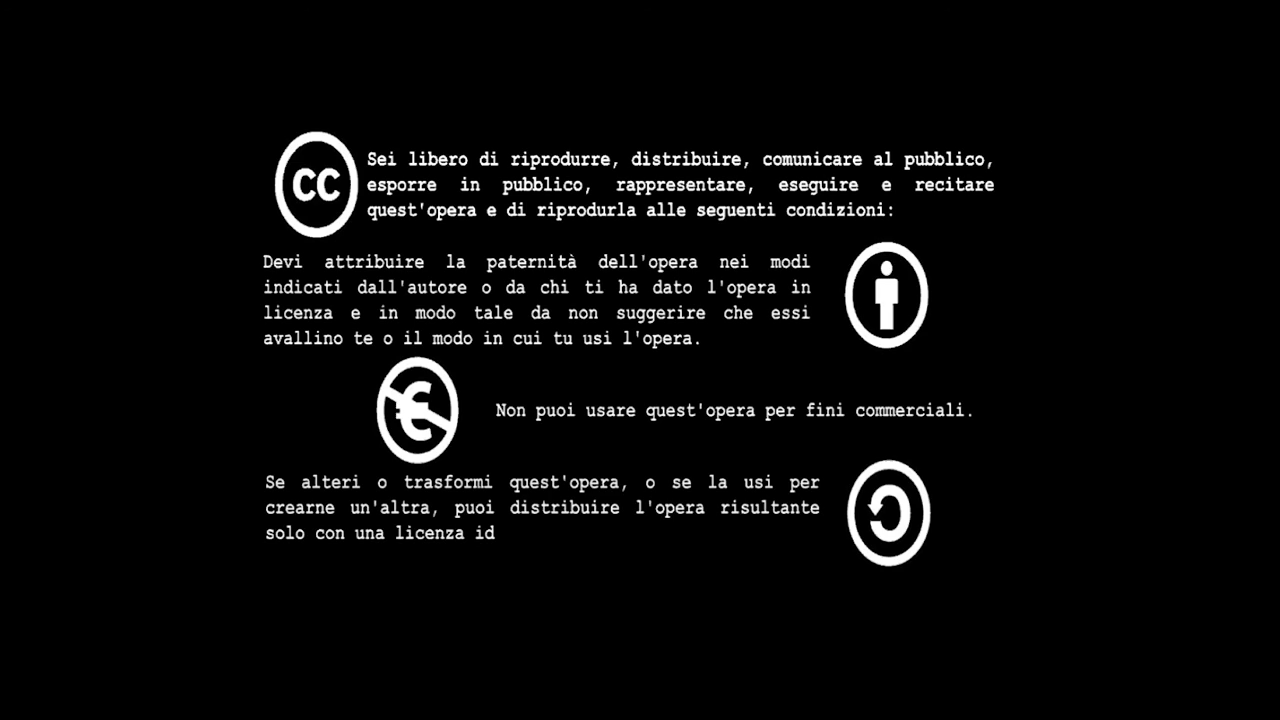 CC
Sei libero di riprodurre, distribuire, comunicare al pubblico,
esporre in pubblico, rappresentare, eseguire e recitare
quest'opera e di riprodurla alle seguenti condizioni:
Devi attribuire la paternità dell'opera nei modi
indicati dall'autore o da chi ti ha dato l'opera in
licenza e in modo tale da non suggerire che essi
avallino te o il modo in cui tu usi l'opera.
€
Non puoi usare quest'opera per fini commerciali.
Se alteri o trasformi quest'opera, o se la usi per
crearne un'altra, puoi distribuire l'opera risultante
solo con una licenza id